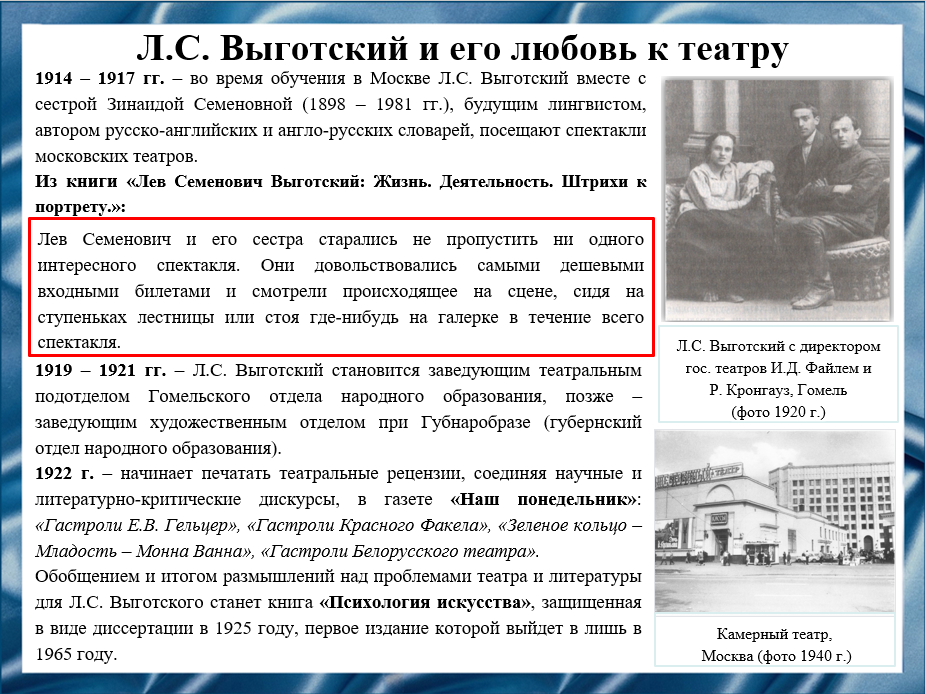 Л.С. Выготский и его любовь к театру
1914 – 1917 гг. – во время обучения в Москве Л.С. Выготский вместе с
сестрой Зинаидой Семеновной (1898 – 1981 гг.), будущим лингвистом,
автором русско-английских и англо-русских словарей, посещают спектакли
московских театров.
Из книги «Лев Семенович Выготский: Жизнь. Деятельность. Штрихи к
портрету.»:
Лев Семенович и его сестра старались не пропустить ни одного
интересного спектакля. Они довольствовались самыми дешевыми
входными билетами и смотрели происходящее на сцене, сидя на
ступеньках лестницы или стоя где-нибудь на галерке в течение всего
спектакля.
1919 – 1921 гг. – Л.С. Выготский становится заведующим театральным
подотделом Гомельского отдела народного образования, позже –
заведующим художественным отделом при Губнаробразе (губернский
отдел народного образования).
1922 г. – начинает печатать театральные рецензии, соединяя научные и
литературно-критические дискурсы, в газете «Наш понедельник»:
«Гастроли Е.В. Гельцер», «Гастроли Красного Факела», «Зеленое кольцо –
Младость – Монна Ванна», «Гастроли Белорусского театра».
Обобщением и итогом размышлений над проблемами театра и литературы
для Л.С. Выготского станет книга «Психология искусства», защищенная
в виде диссертации в 1925 году, первое издание которой выйдет в лишь в
1965 году.
Л.С. Выготский с директором
гос. театров И.Д. Файлем и
Р. Кронгауз, Гомель
(фото 1920 г.)
ТЕАТР
Камерный театр,
Москва (фото 1940 г.)